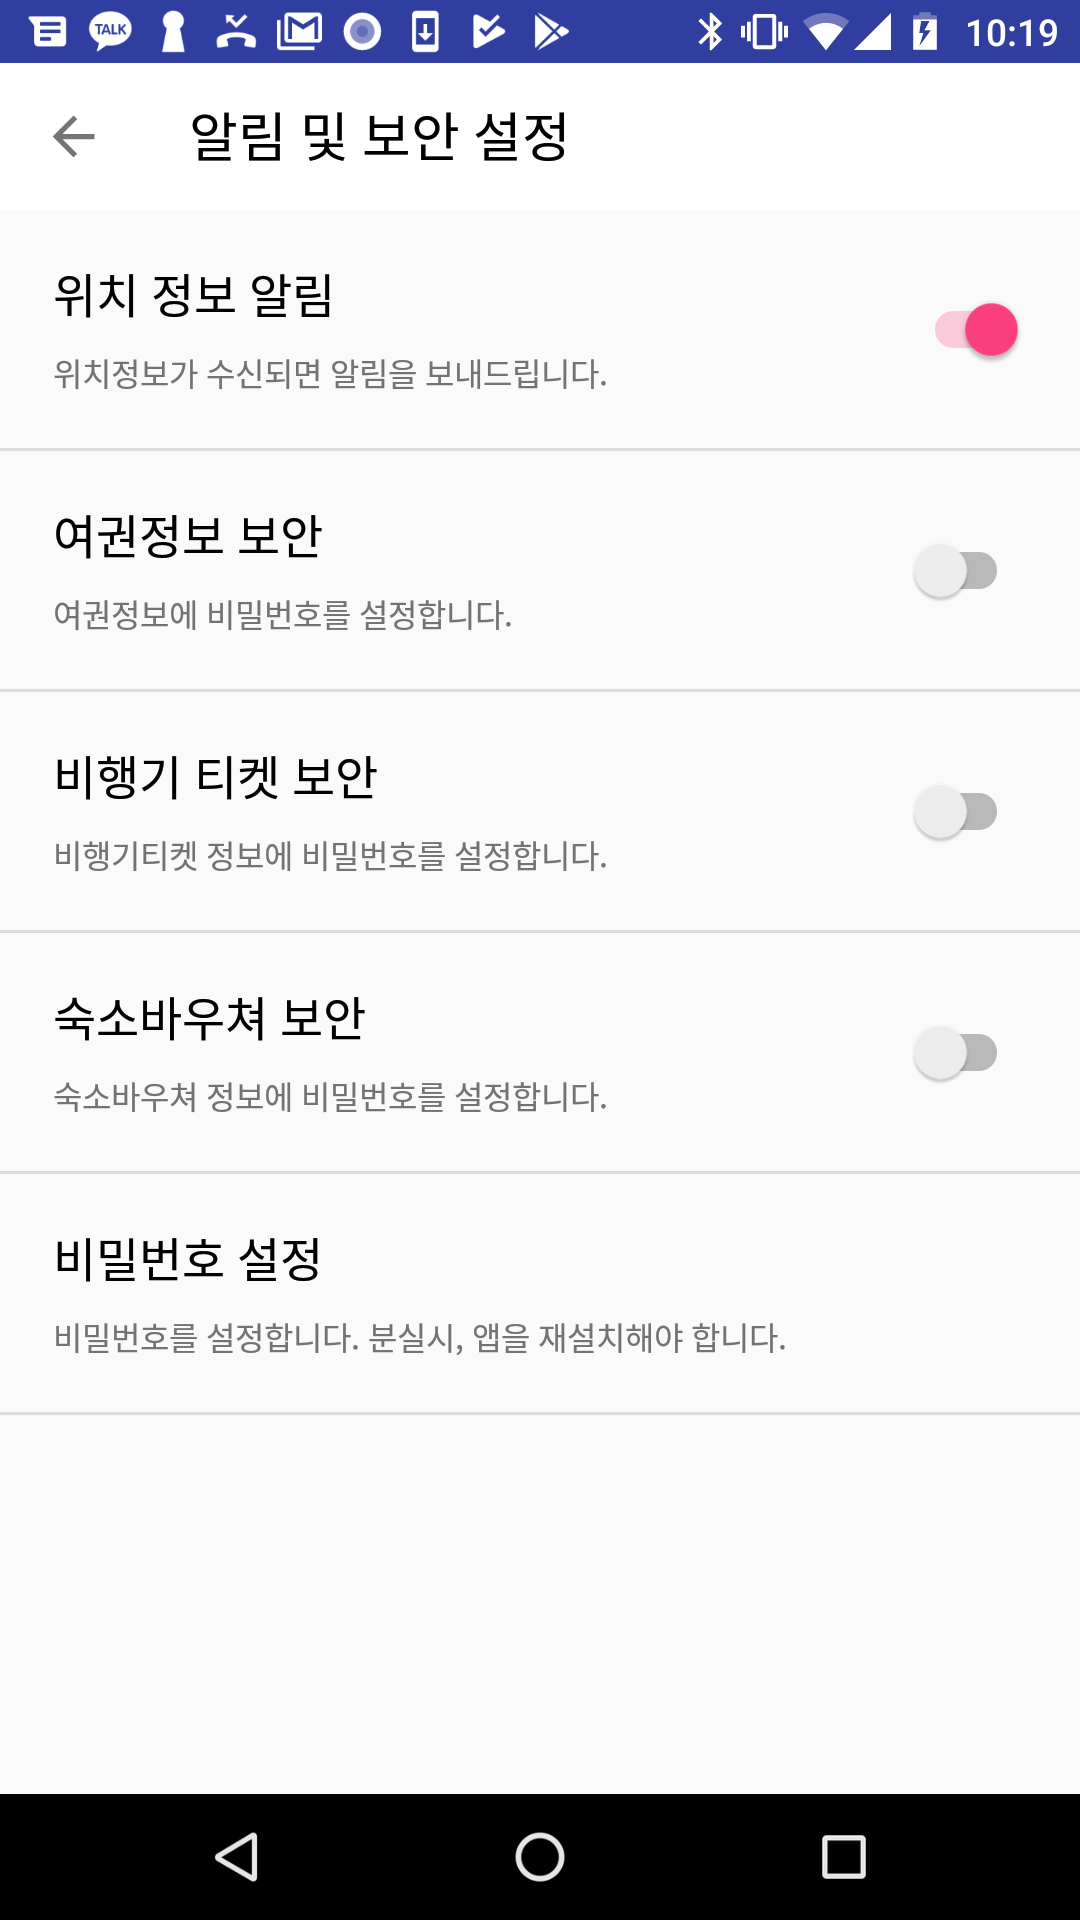 TALK
10:19
알림 및 보안 설정
위치 정보 알림
위치정보가 수신되면 알림을 보내드립니다.
여권정보 보안
여권정보에 비밀번호를 설정합니다.
비행기 티켓 보안
비행기티켓 정보에 비밀번호를 설정합니다.
숙소바우쳐 보안
숙소바우쳐 정보에 비밀번호를 설정합니다.
비밀번호 설정
비밀번호를 설정합니다. 분실시, 앱을 재설치해야 합니다.